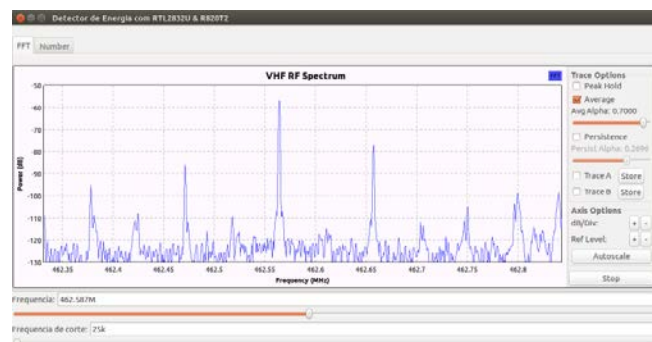 Detector de Energia com RTL2832U & R820T2
FFT Number
VHF RF Spectrum
FFT
Trace Options
Peak Hold
Average
Avg Alpha: 0.7000
Persistence
Persist Alpha: 0.2696
Trace A Store
Trace B Store
Axis Options
dB/Div: + -
Ref Level: + -
Autoscale
Stop
Power (dB)
-50
-60
-70
-80
-90
-100
-110
-120
-130
462.35 462.4 462.45 462.5 462.55 462.6 462.65 462.7 462.75 462.8
Frequency (MHz)
Frequencia: 462.587M
Frequencia de corte: 25k